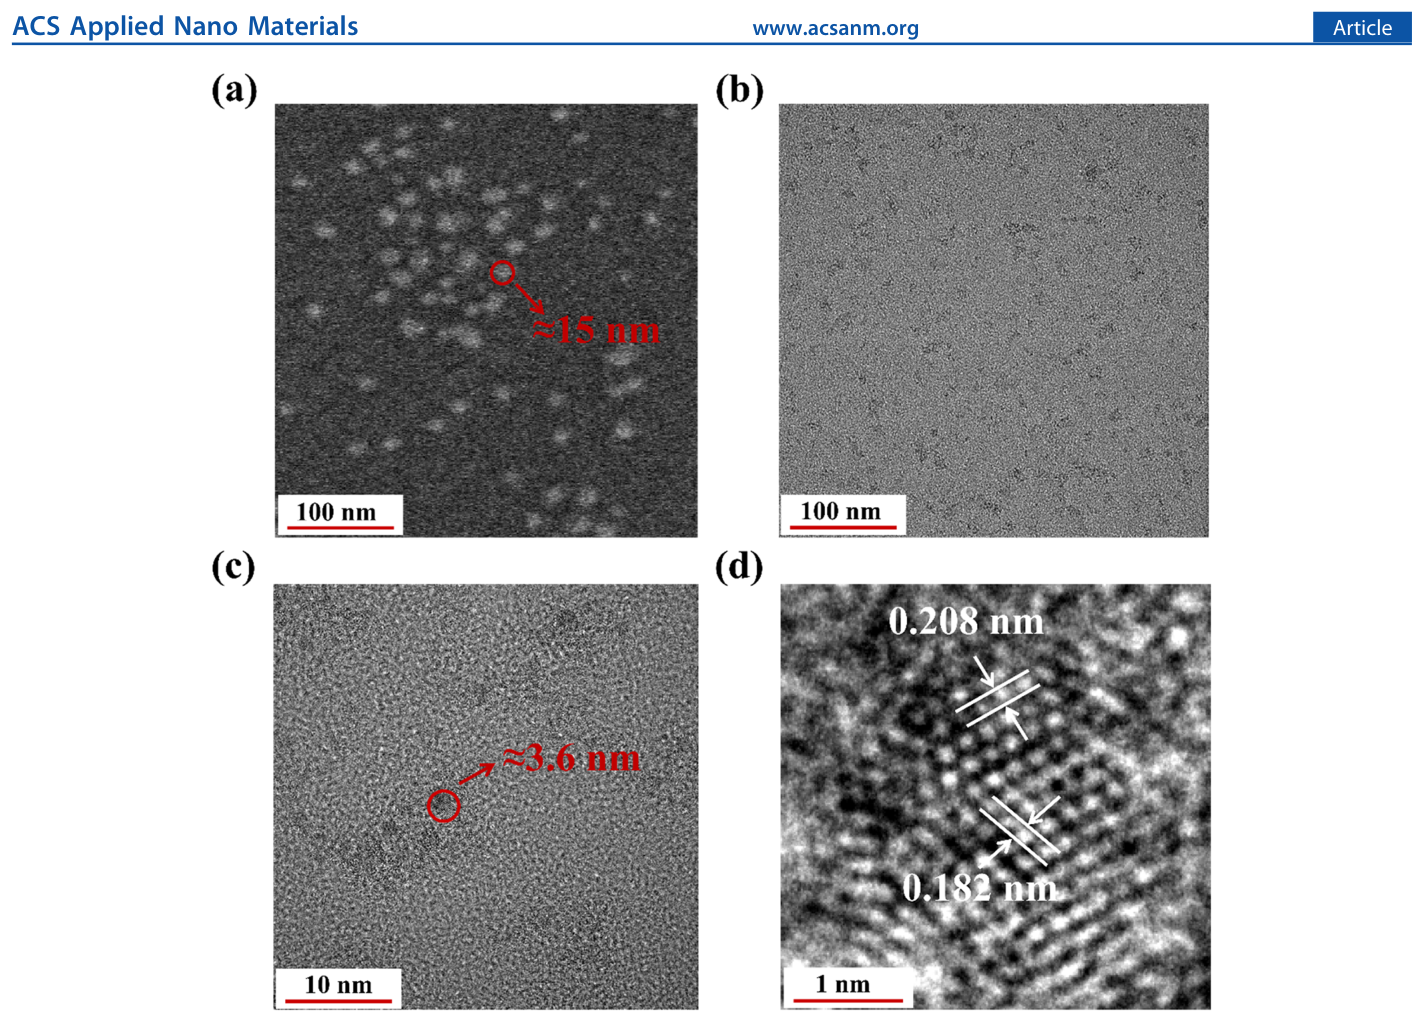 ACS Applied Nano Materials
www.acsanm.org
Article
(a)
(b)
≈15 nm
100 nm
100 nm
(c)
(d)
0.208 nm
≈3.6 nm
0.182 nm
10 nm
1 nm